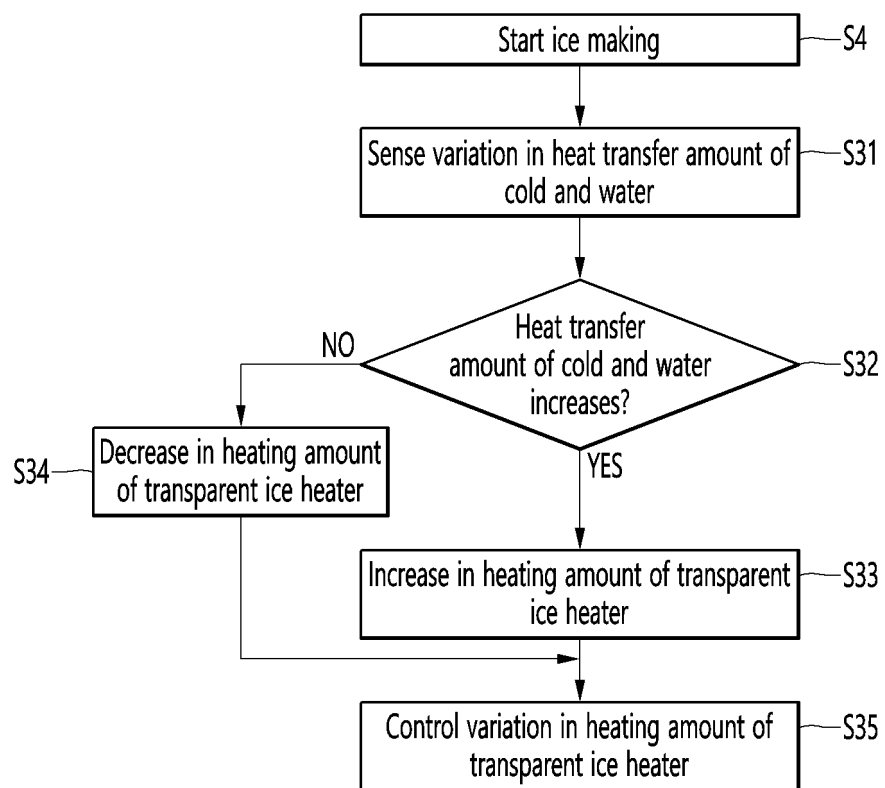 Start ice making
S4
Sense variation in heat transfer amount of
cold and water
S31
Heat transfer
amount of cold and water
increases?
S32
NO
YES
Decrease in heating amount
of transparent ice heater
S34
Increase in heating amount of transparent
ice heater
S33
Control variation in heating amount of
transparent ice heater
S35